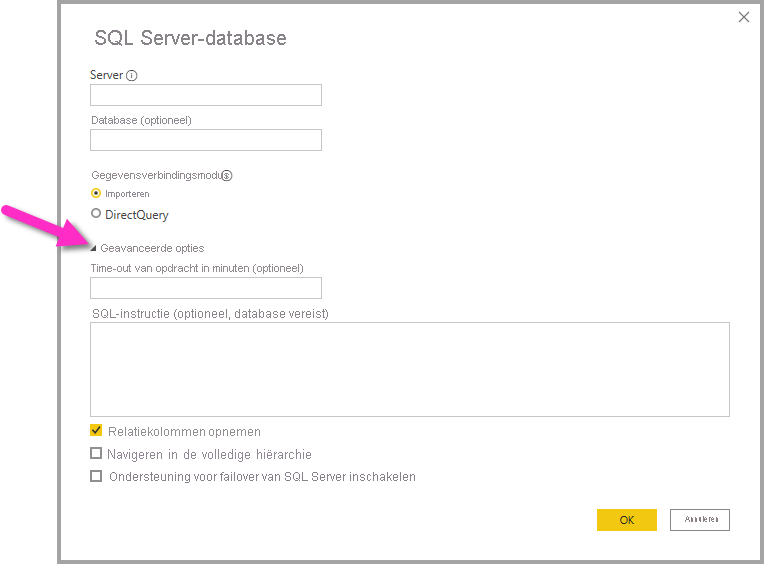 SQL Server-database
Server
Database (optioneel)
Gegevensverbindingsmodus
Importeren
DirectQuery
Geavanceerde opties
Time-out van opdracht in minuten (optioneel)
SQL-instructie (optioneel, database vereist)
Relatiekolommen opnemen
Navigeren in de volledige hiërarchie
Ondersteuning voor failover van SQL Server inschakelen
OK
Annuleren